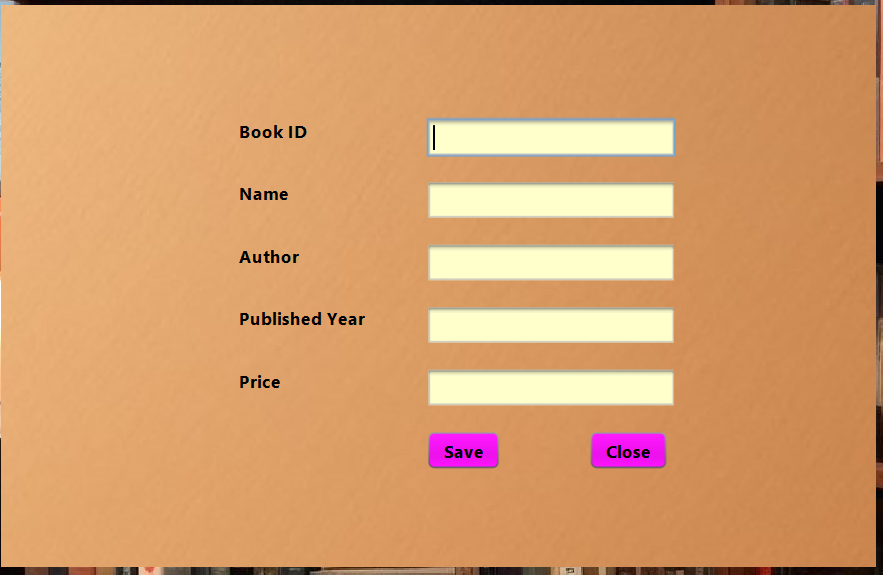 Book ID
Name
Author
Published Year
Price
Save Close